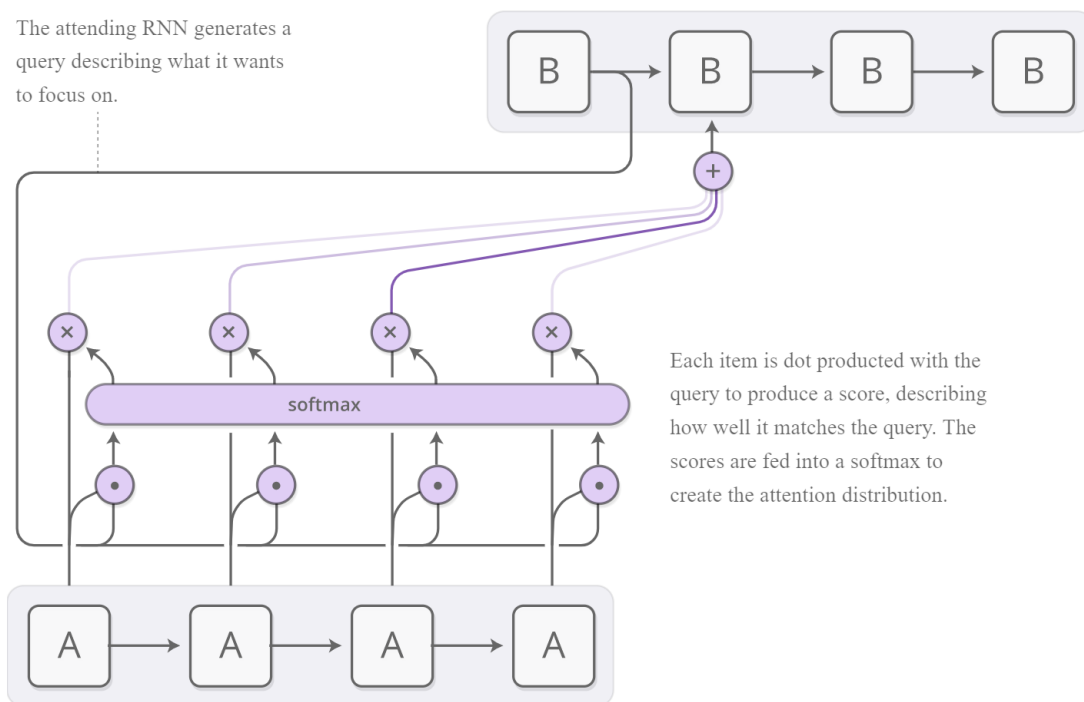 The attending RNN generates a
query describing what it wants
to focus on.
B B B B
+
× × × ×
Each item is dot producted with the
query to produce a score, describing
how well it matches the query. The
scores are fed into a softmax to
create the attention distribution.
softmax
• • • •
A A A A